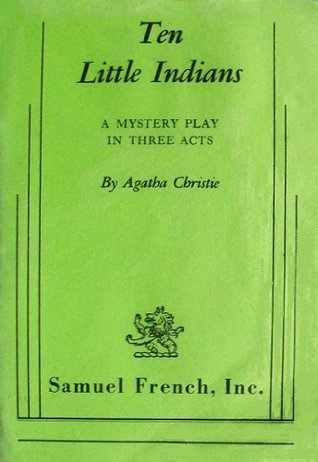 Ten
Little Indians
A MYSTERY PLAY
IN THREE ACTS
By Agatha Christie
Samuel French, Inc.